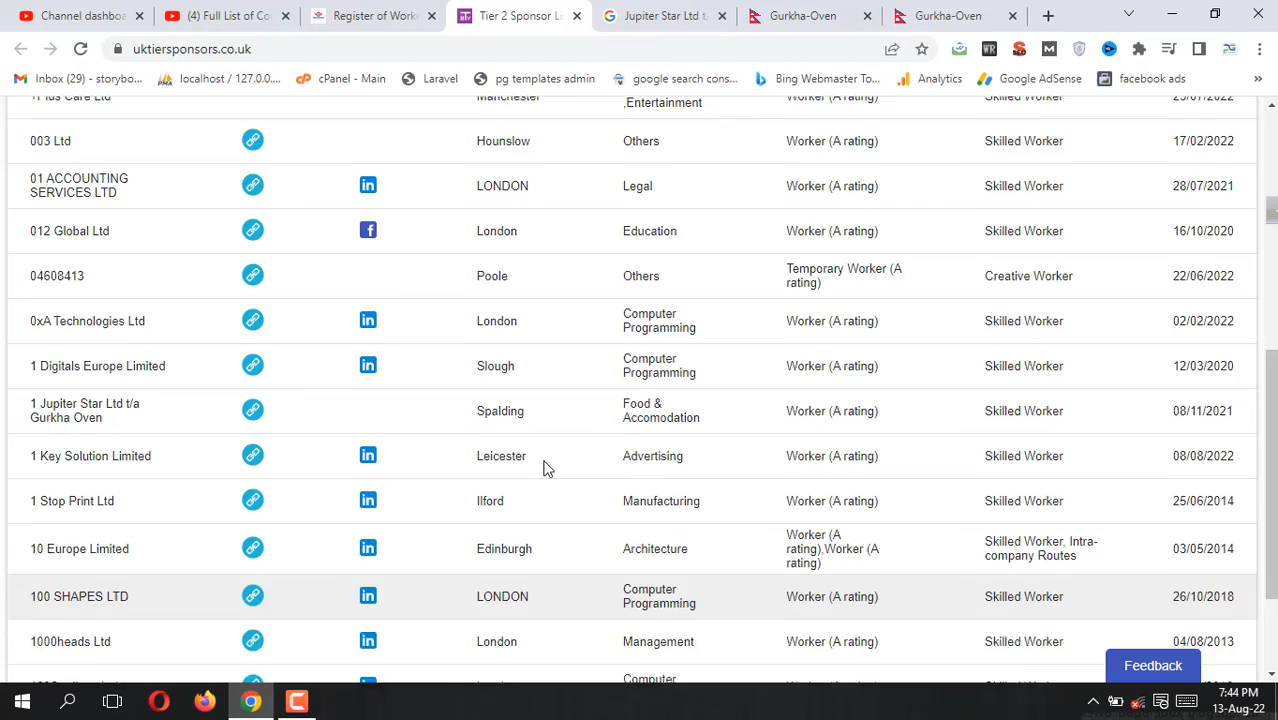 Channel dashboa
(4) Full List of Co
Register of Worke
Tier 2 Sponsor Li
Jupiter Star Ltd t/
Gurkha-Oven
Gurkha-Oven
uktiersponsors.co.uk
Inbox (29) - storybo...
localhost / 127.0.0....
cPanel - Main
Laravel
pg templates admin
google search cons...
Bing Webmaster To...
Analytics
Google AdSense
facebook ads
1Plus Care Ltd Manchester ,Entertainment Worker (A rating) Skilled Worker
003 Ltd Hounslow Others Worker (A rating) Skilled Worker 17/02/2022
01 ACCOUNTING
SERVICES LTD LONDON Legal Worker (A rating) Skilled Worker 28/07/2021
012 Global Ltd London Education Worker (A rating) Skilled Worker 16/10/2020
04608413 Poole Others Temporary Worker (A
rating) Creative Worker 22/06/2022
0xA Technologies Ltd London Computer
Programming Worker (A rating) Skilled Worker 02/02/2022
1 Digitals Europe Limited Slough Computer
Programming Worker (A rating) Skilled Worker 12/03/2020
1 Jupiter Star Ltd t/a
Gurkha Oven Spalding Food &
Accomodation Worker (A rating) Skilled Worker 08/11/2021
1 Key Solution Limited Leicester Advertising Worker (A rating) Skilled Worker 08/08/2022
1 Stop Print Ltd Ilford Manufacturing Worker (A rating) Skilled Worker 25/06/2014
10 Europe Limited Edinburgh Architecture Worker (A
rating),Worker (A
rating) Skilled Worker, Intra-
company Routes 03/05/2014
100 SHAPES LTD LONDON Computer
Programming Worker (A rating) Skilled Worker 26/10/2018
1000heads Ltd London Management Worker (A rating) Skilled Worker 04/08/2013
Computer
Feedback
7:44 PM
13-Aug-22